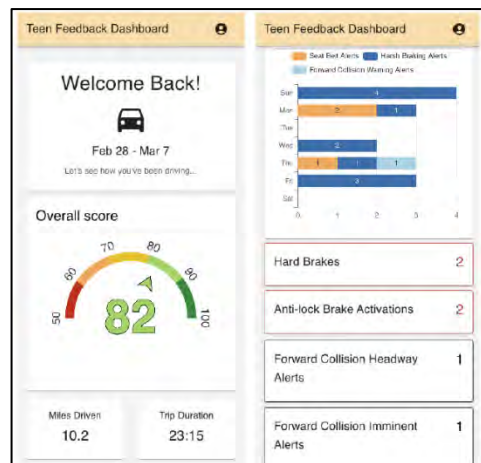 Teen Feedback Dashboard
Welcome Back!
Feb 28 - Mar 7
Let's see how you've been driving...
Overall score
50
60
70
80
90
100
82
Miles Driven
10.2
Trip Duration
23:15
Teen Feedback Dashboard
Seat Belt Alerts
Harsh Braking Alerts
Forward Collision Warning Alerts
Sun
4
Mon
2
1
Tue
Wed
2
Thu
1
1
1
Fri
3
Sat
0
1
2
3
4
Hard Brakes
2
Anti-lock Brake Activations
2
Forward Collision Headway
Alerts
1
Forward Collision Imminent
Alerts
1